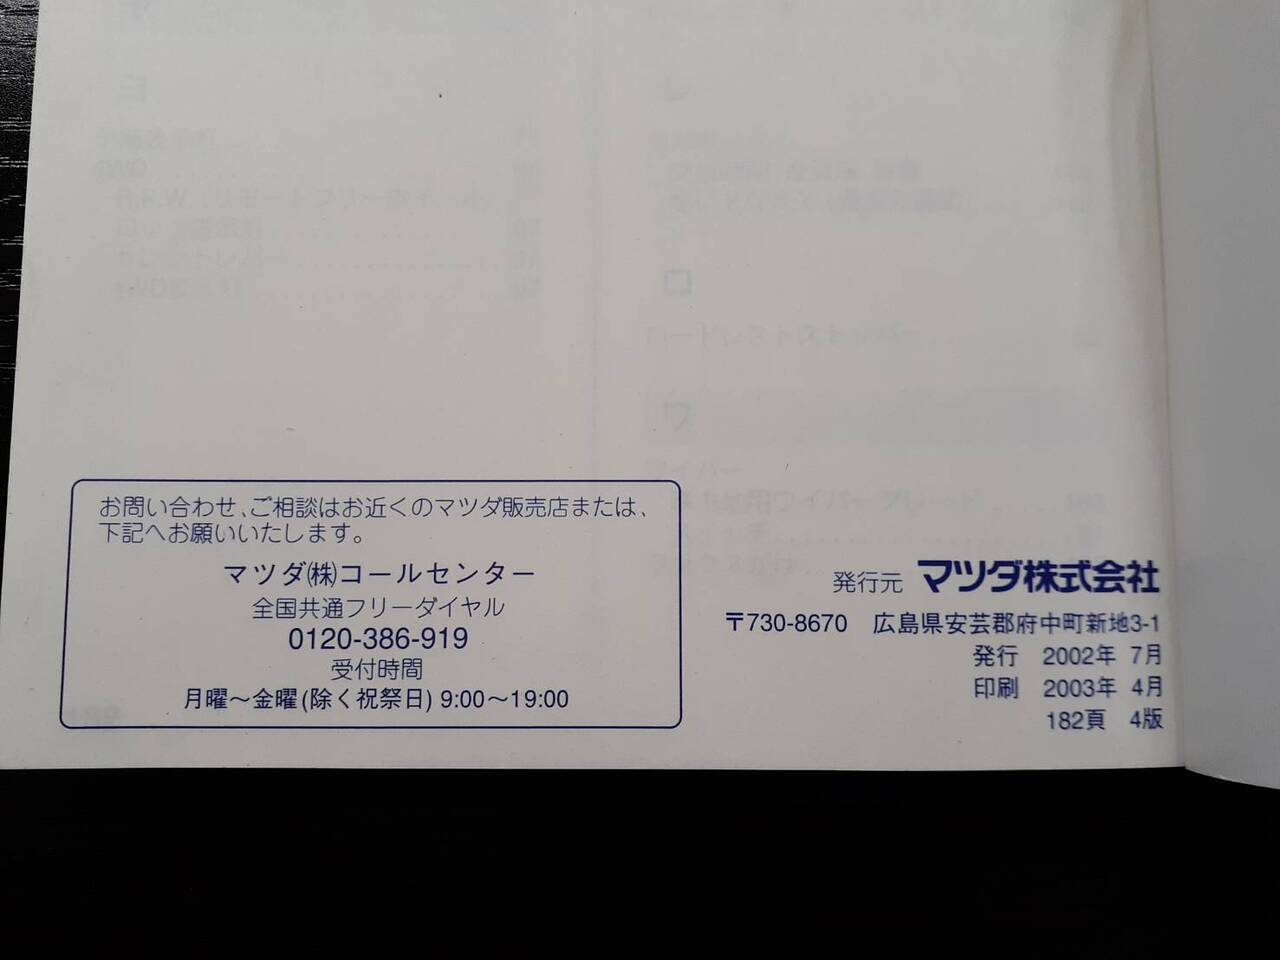 お問い合わせ、ご相談はお近くのマツダ販売店または、
下記へお願いいたします。
マツダ㈱コールセンター
全国共通フリーダイヤル
0120-386-919
受付時間
月曜～金曜(除く祝祭日) 9:00～19:00
発行元 マツダ株式会社
〒730-8670 広島県安芸郡府中町新地3-1
発行 2002年 7月
印刷 2003年 4月
182頁 4版